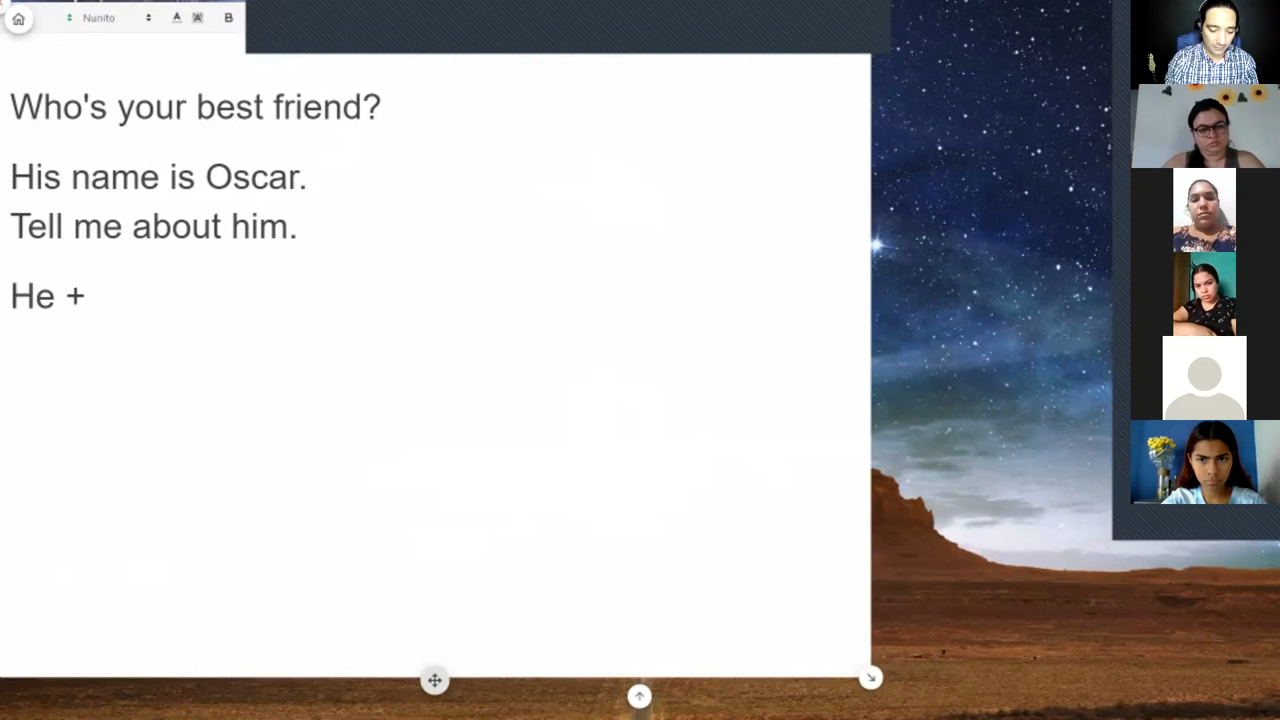 Nunito
A
A
B
Who's your best friend?
His name is Oscar.
Tell me about him.
He +